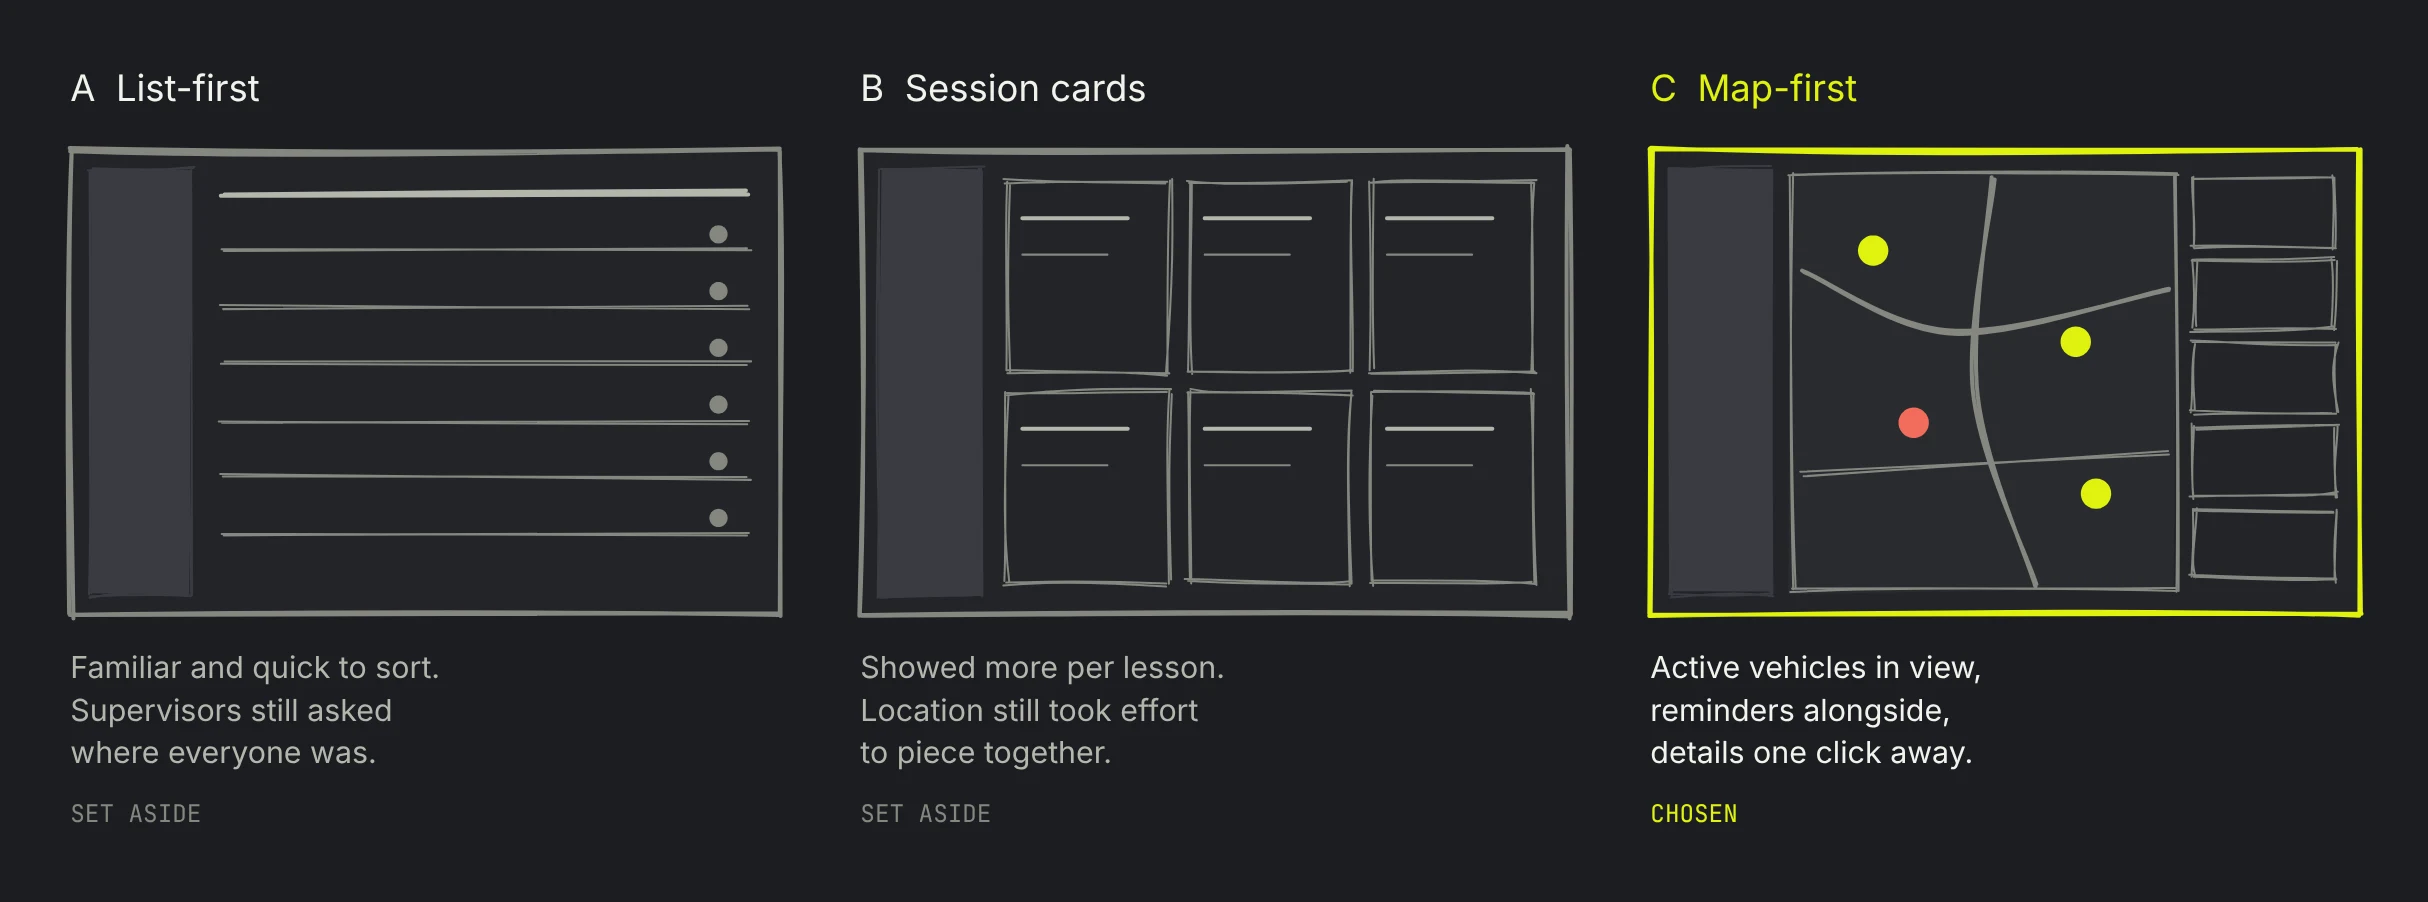 A List-first
Familiar and quick to sort.
Supervisors still asked
where everyone was.
SET ASIDE
B Session cards
Showed more per lesson.
Location still took effort
to piece together.
SET ASIDE
C Map-first
Active vehicles in view,
reminders alongside,
details one click away.
CHOSEN